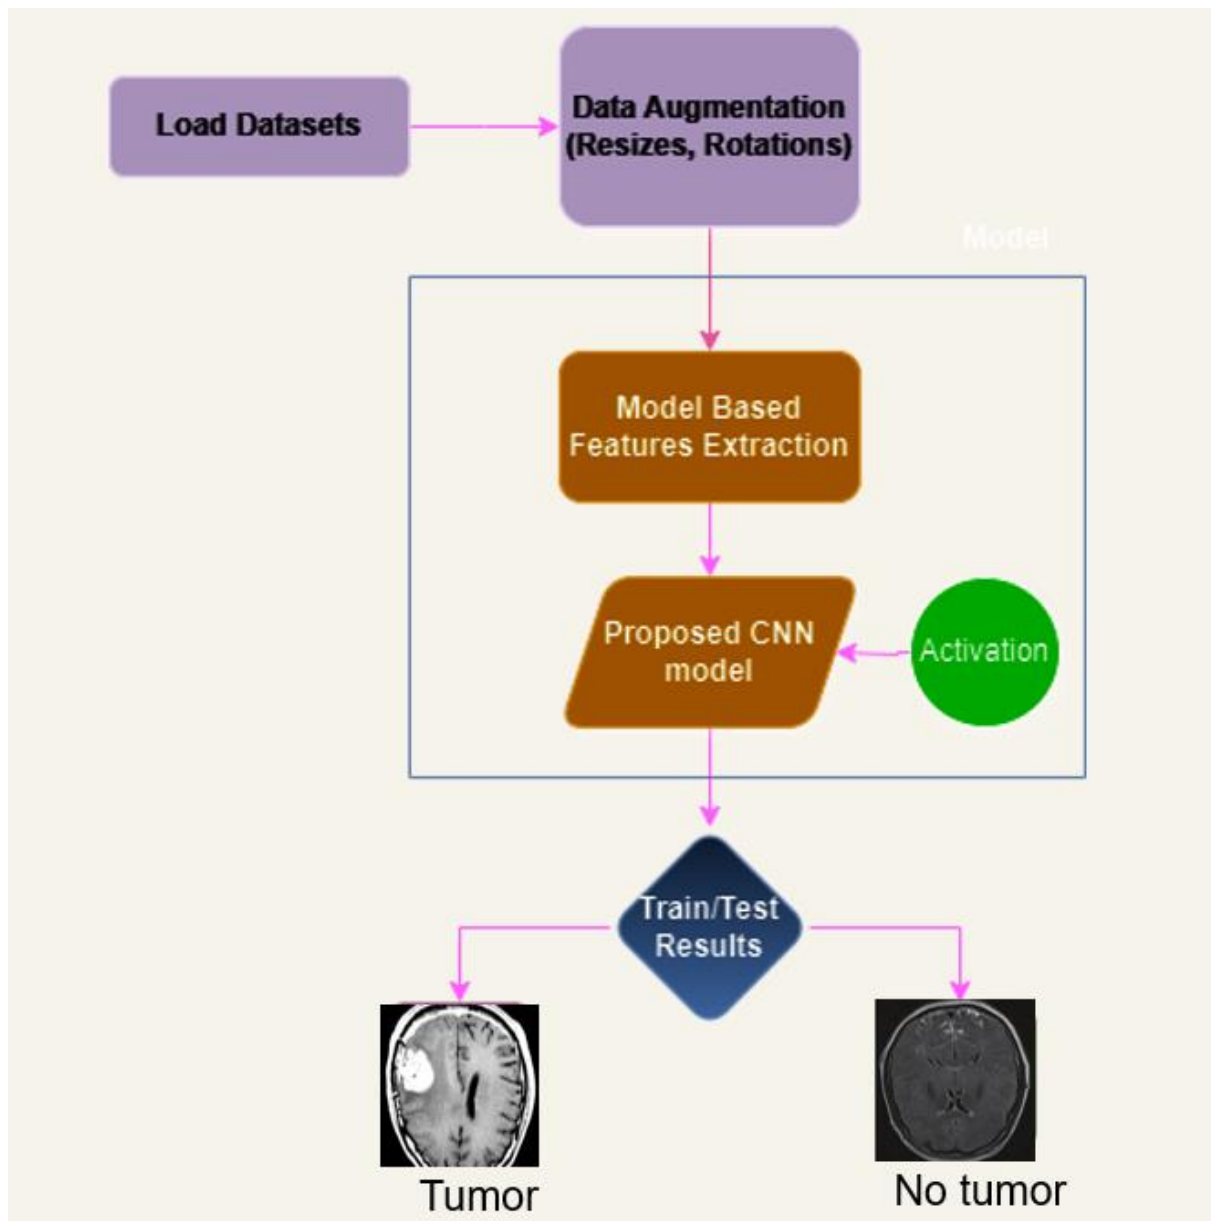 Load Datasets
Data Augmentation
(Resizes, Rotations)
Model
Model Based
Features Extraction
Proposed CNN
model
Activation
Train/Test
Results
Tumor
No tumor